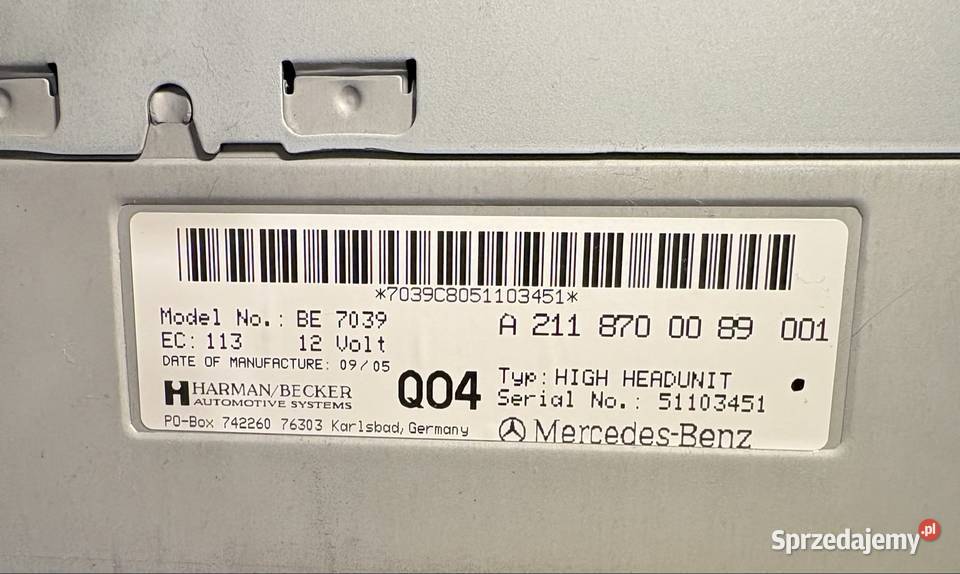 *7039C8051103451*
Model No.: BE 7039
A 211 870 00 89 001
EC: 113 12 Volt
DATE OF MANUFACTURE: 09/05
HARMAN/BECKER
AUTOMOTIVE SYSTEMS
Q04
Typ: HIGH HEADUNIT
Serial No.: 51103451
PO-Box 742260 76303 Karlsbad, Germany
Mercedes-Benz
Sprzedajemy.pl